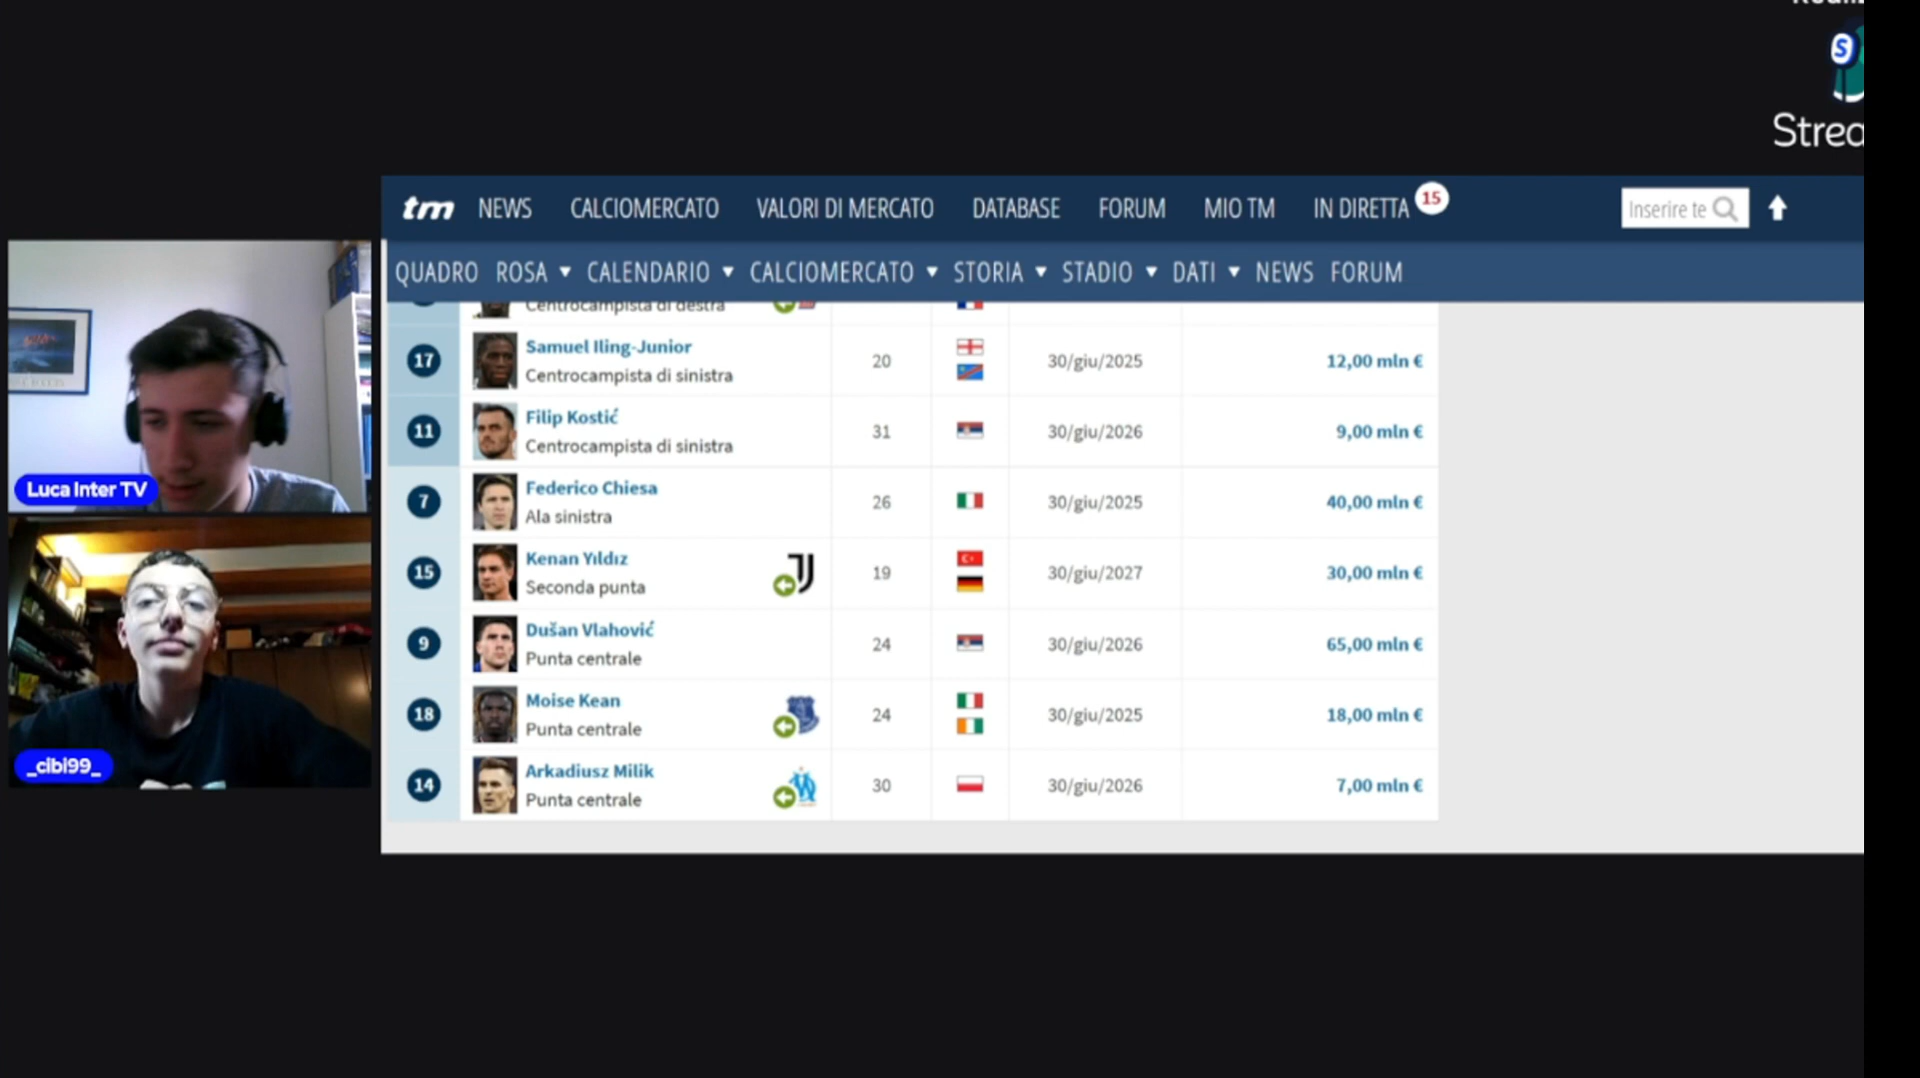 S
Strea
tm NEWS CALCIOMERCATO VALORI DI MERCATO DATABASE FORUM MIO TM IN DIRETTA 15 Inserire te
QUADRO ROSA CALENDARIO CALCIOMERCATO STORIA STADIO DATI NEWS FORUM
Centrocampista di destra
17 Samuel Iling-Junior 20 30/giu/2025 12,00 mln €
Centrocampista di sinistra
11 Filip Kostić 31 30/giu/2026 9,00 mln €
Centrocampista di sinistra
7 Federico Chiesa 26 30/giu/2025 40,00 mln €
Ala sinistra
15 Kenan Yıldız 19 30/giu/2027 30,00 mln €
Seconda punta
9 Dušan Vlahović 24 30/giu/2026 65,00 mln €
Punta centrale
18 Moise Kean 24 30/giu/2025 18,00 mln €
Punta centrale
14 Arkadiusz Milik 30 30/giu/2026 7,00 mln €
Punta centrale
Luca Inter TV
_cibi99_